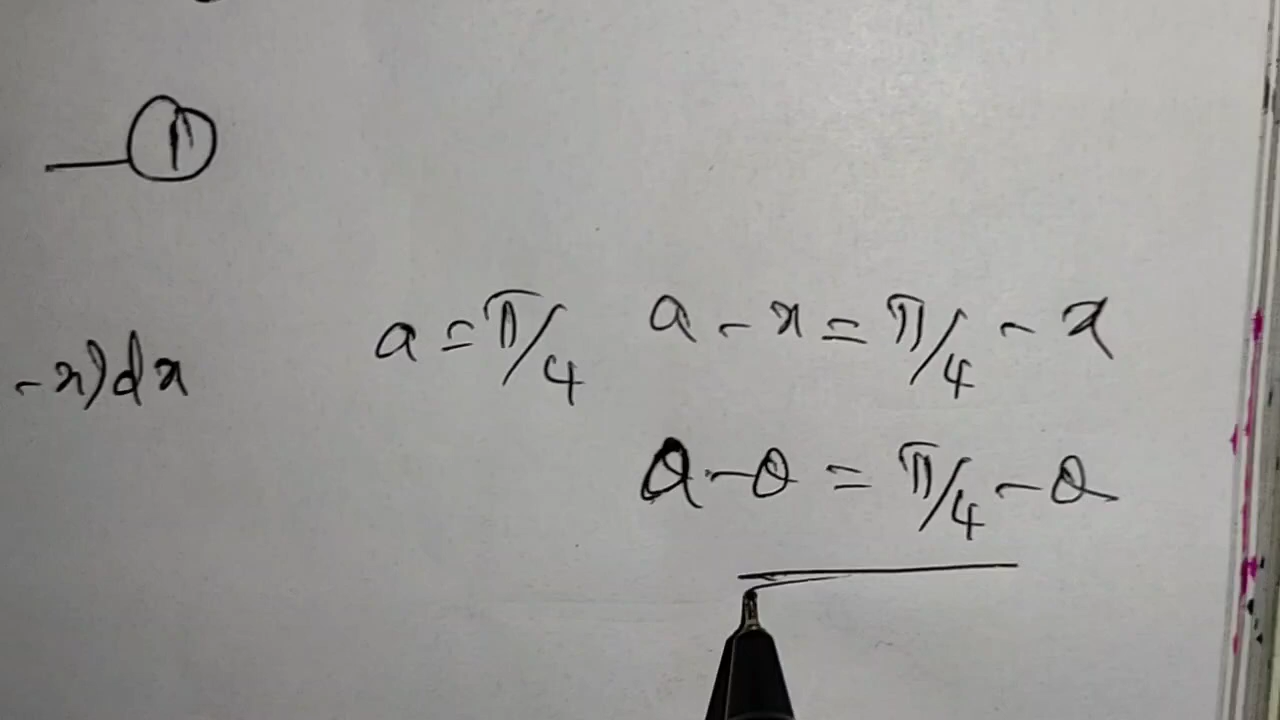 — ①
-x)dx
a = π/4 a - x = π/4 - x
a - θ = π/4 - θ